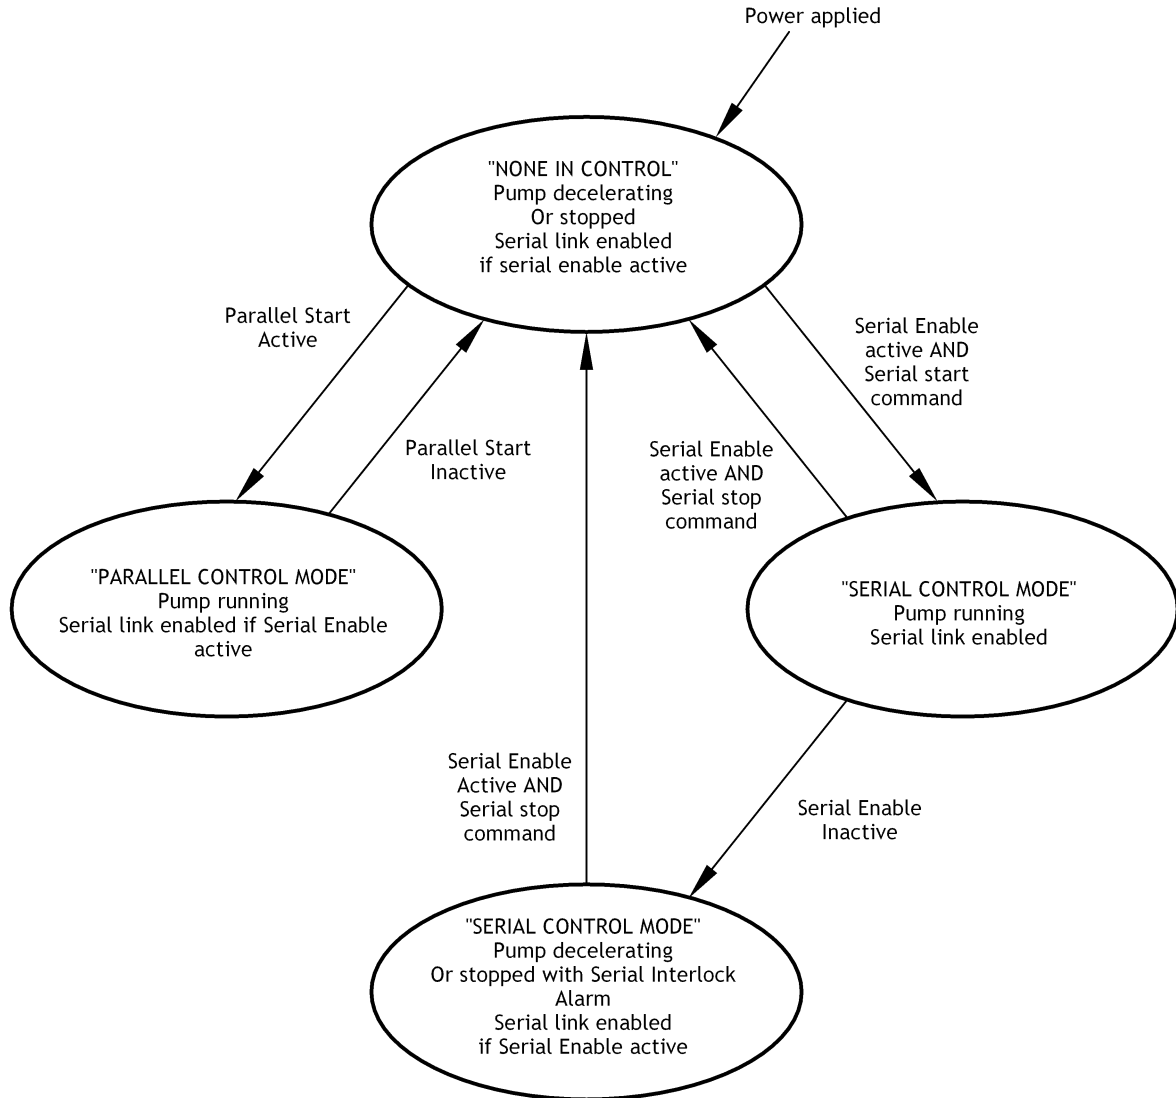 Power applied
"NONE IN CONTROL"
Pump decelerating
Or stopped
Serial link enabled
if serial enable active
Parallel Start
Active
Serial Enable
active AND
Serial start
command
Parallel Start
Inactive
Serial Enable
active AND
Serial stop
command
"PARALLEL CONTROL MODE"
Pump running
Serial link enabled if Serial Enable
active
"SERIAL CONTROL MODE"
Pump running
Serial link enabled
Serial Enable
Active AND
Serial stop
command
Serial Enable
Inactive
"SERIAL CONTROL MODE"
Pump decelerating
Or stopped with Serial Interlock
Alarm
Serial link enabled
if Serial Enable active